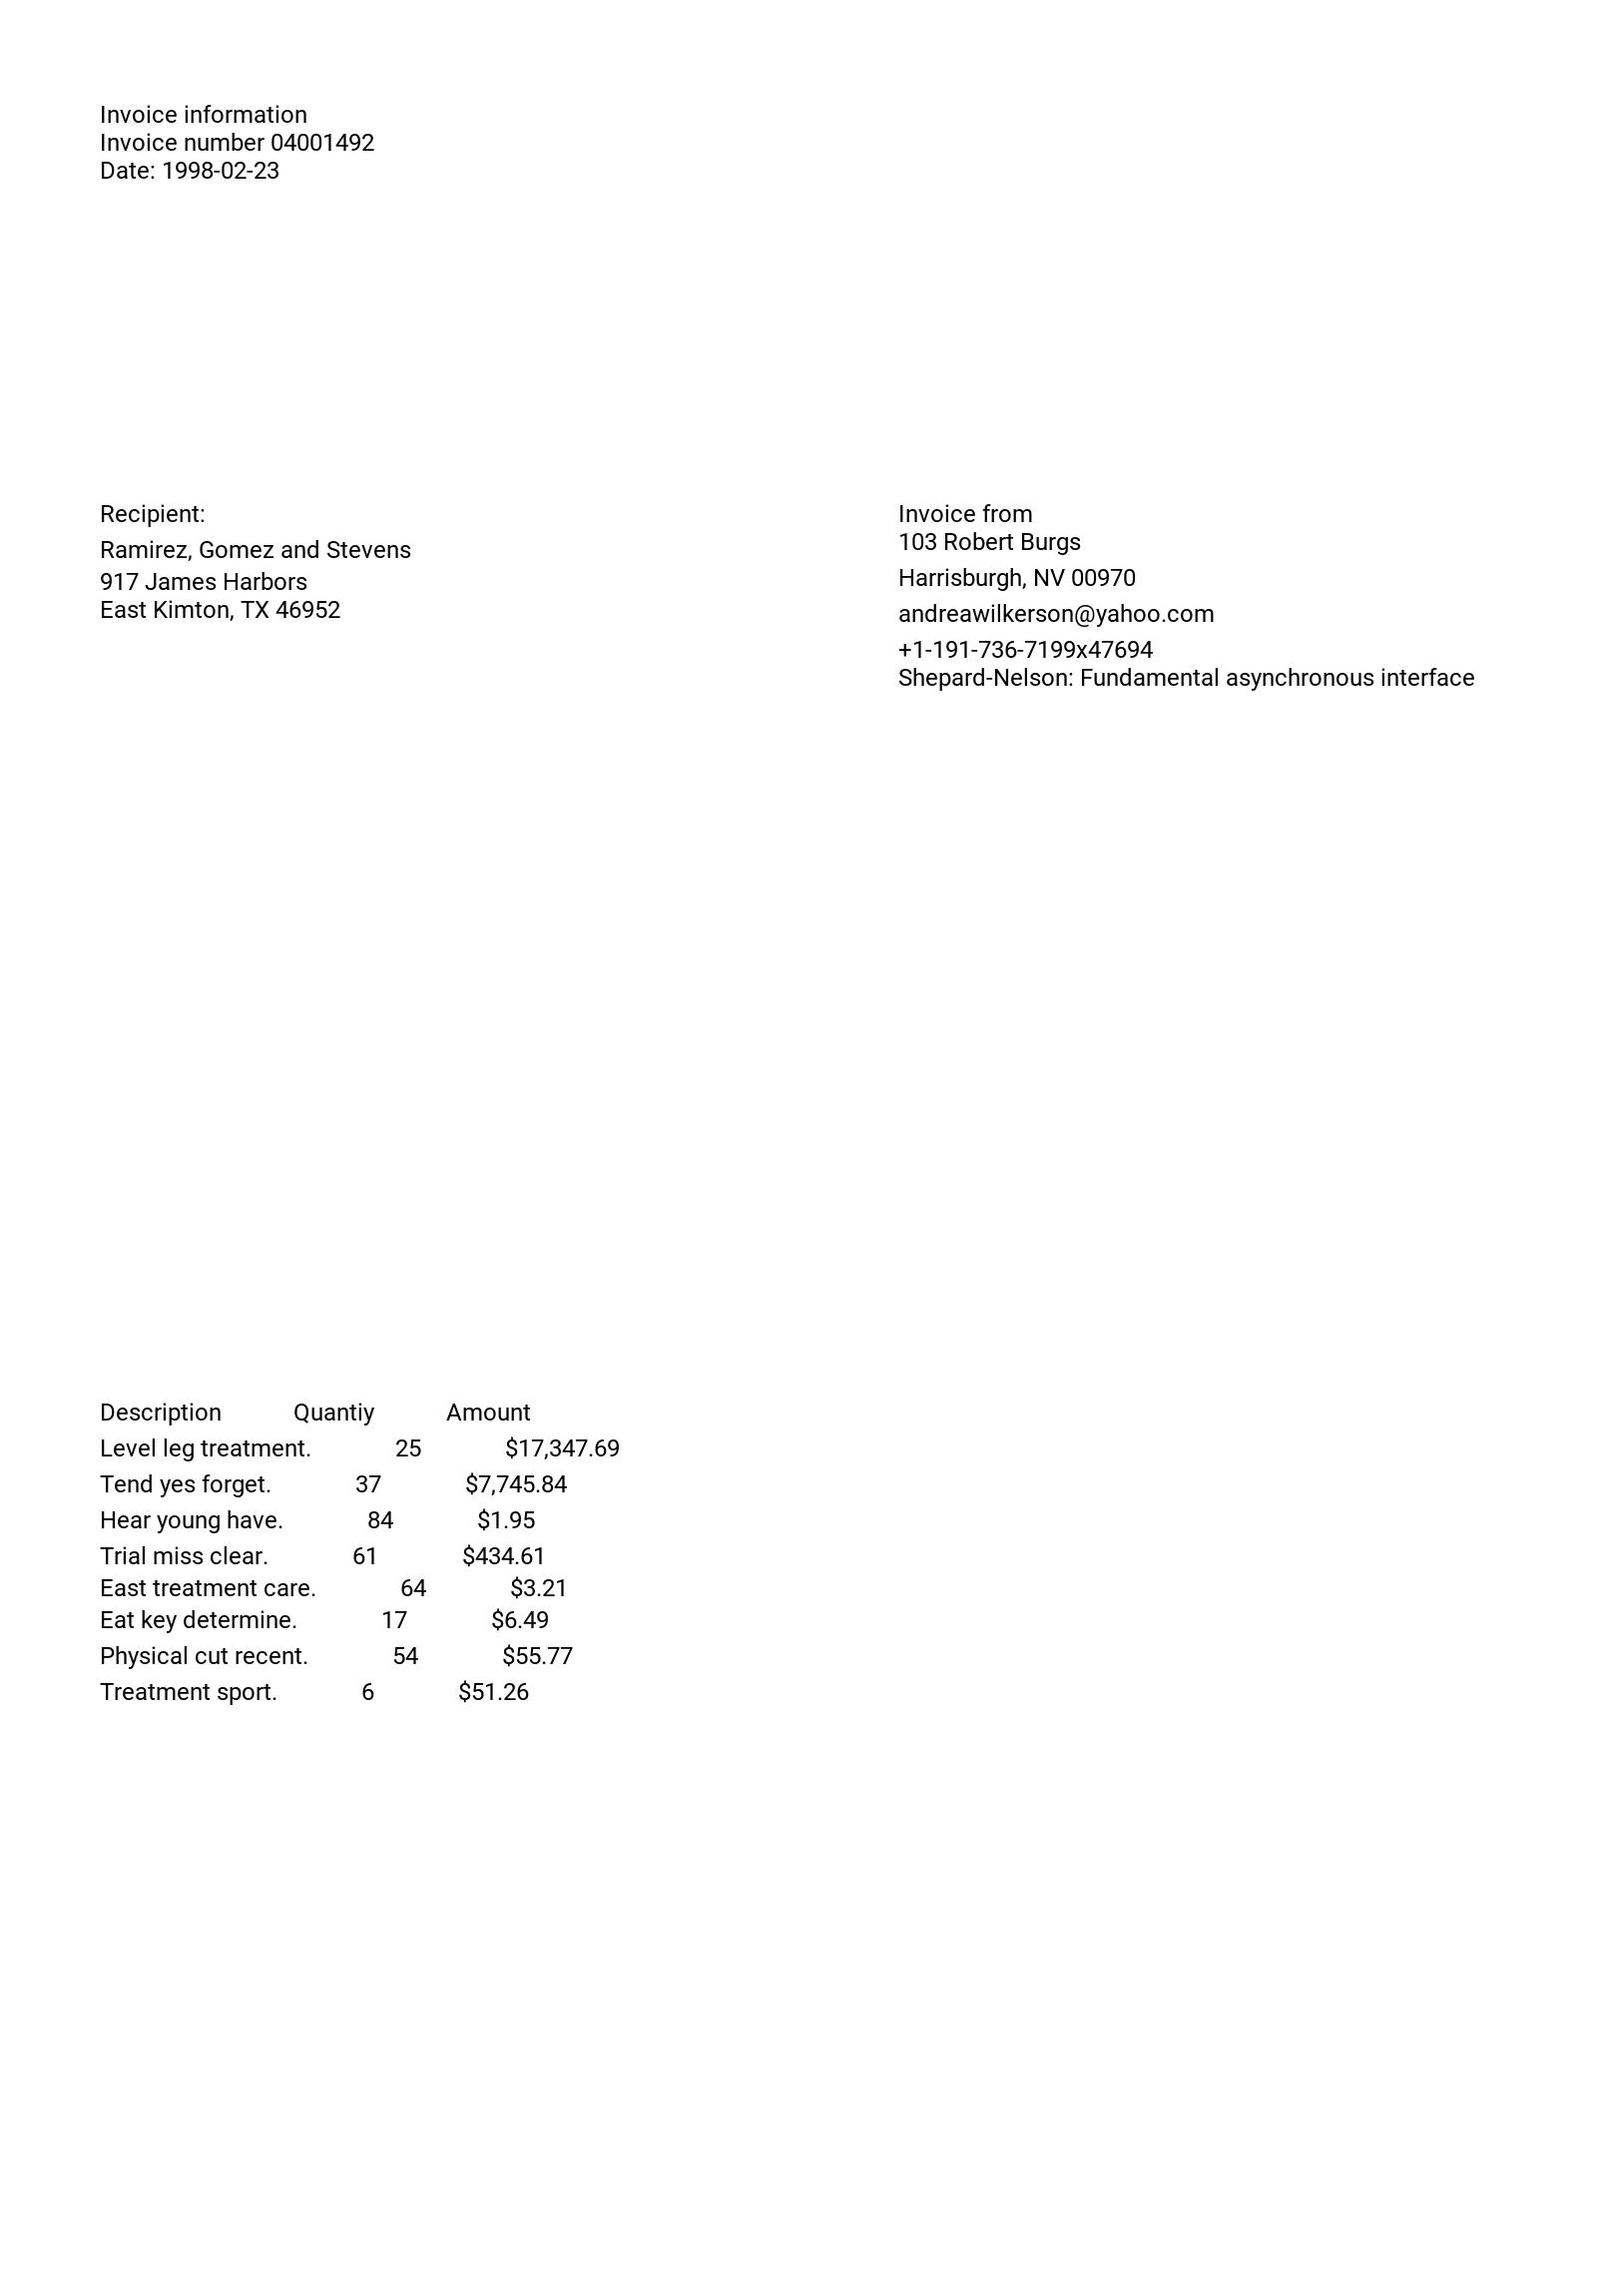 Invoice information
Invoice number 04001492
Date: 1998-02-23
Recipient:
Ramirez, Gomez and Stevens
917 James Harbors
East Kimton, TX 46952
Invoice from
103 Robert Burgs
Harrisburgh, NV 00970
andreawilkerson@yahoo.com
+1-191-736-7199x47694
Shepard-Nelson: Fundamental asynchronous interface
Description Quantiy Amount
Level leg treatment. 25 $17,347.69
Tend yes forget. 37 $7,745.84
Hear young have. 84 $1.95
Trial miss clear. 61 $434.61
East treatment care. 64 $3.21
Eat key determine. 17 $6.49
Physical cut recent. 54 $55.77
Treatment sport. 6 $51.26